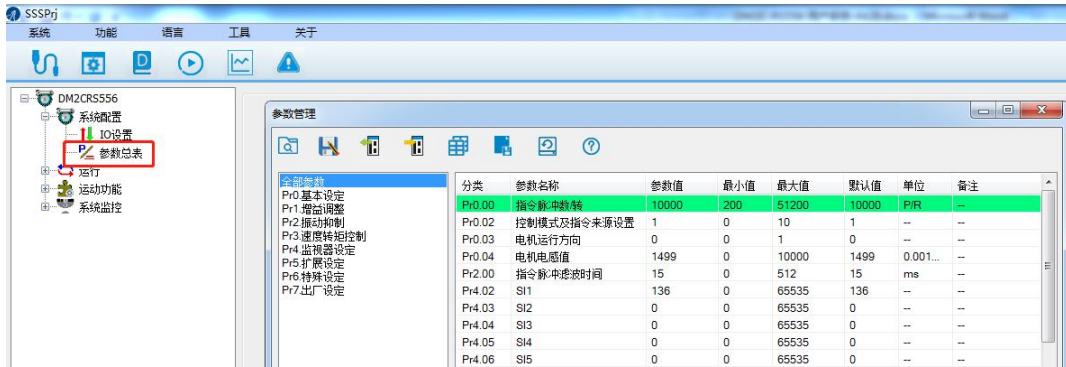 SSSPrj
系统 功能 语言 工具 关于
DM2CRS556
系统配置
IO设置
参数总表
运行
运动功能
系统监控
参数管理
全部参数
Pr0.基本设定
Pr1.增益调整
Pr2.振动抑制
Pr3.速度转矩控制
Pr4.监视器设定
Pr5.扩展设定
Pr6.特殊设定
Pr7.出厂设定
分类 参数名称 参数值 最小值 最大值 默认值 单位 备注
Pr0.00 指令脉冲数/转 10000 200 51200 10000 P/R --
Pr0.02 控制模式及指令来源设置 1 0 10 1 -- --
Pr0.03 电机运行方向 0 0 1 0 -- --
Pr0.04 电机电感值 1499 0 10000 1499 0.001... --
Pr2.00 指令脉冲滤波时间 15 0 512 15 ms --
Pr4.02 SI1 136 0 65535 136 -- --
Pr4.03 SI2 0 0 65535 0 -- --
Pr4.04 SI3 0 0 65535 0 -- --
Pr4.05 SI4 0 0 65535 0 -- --
Pr4.06 SI5 0 0 65535 0 -- --